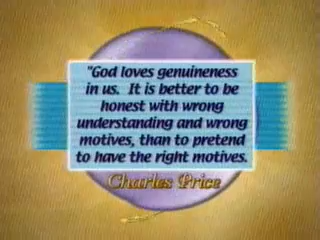 "God loves genuineness
in us.  It is better to be
honest with wrong
understanding and wrong
motives, than to pretend
to have the right motives.
Charles Price